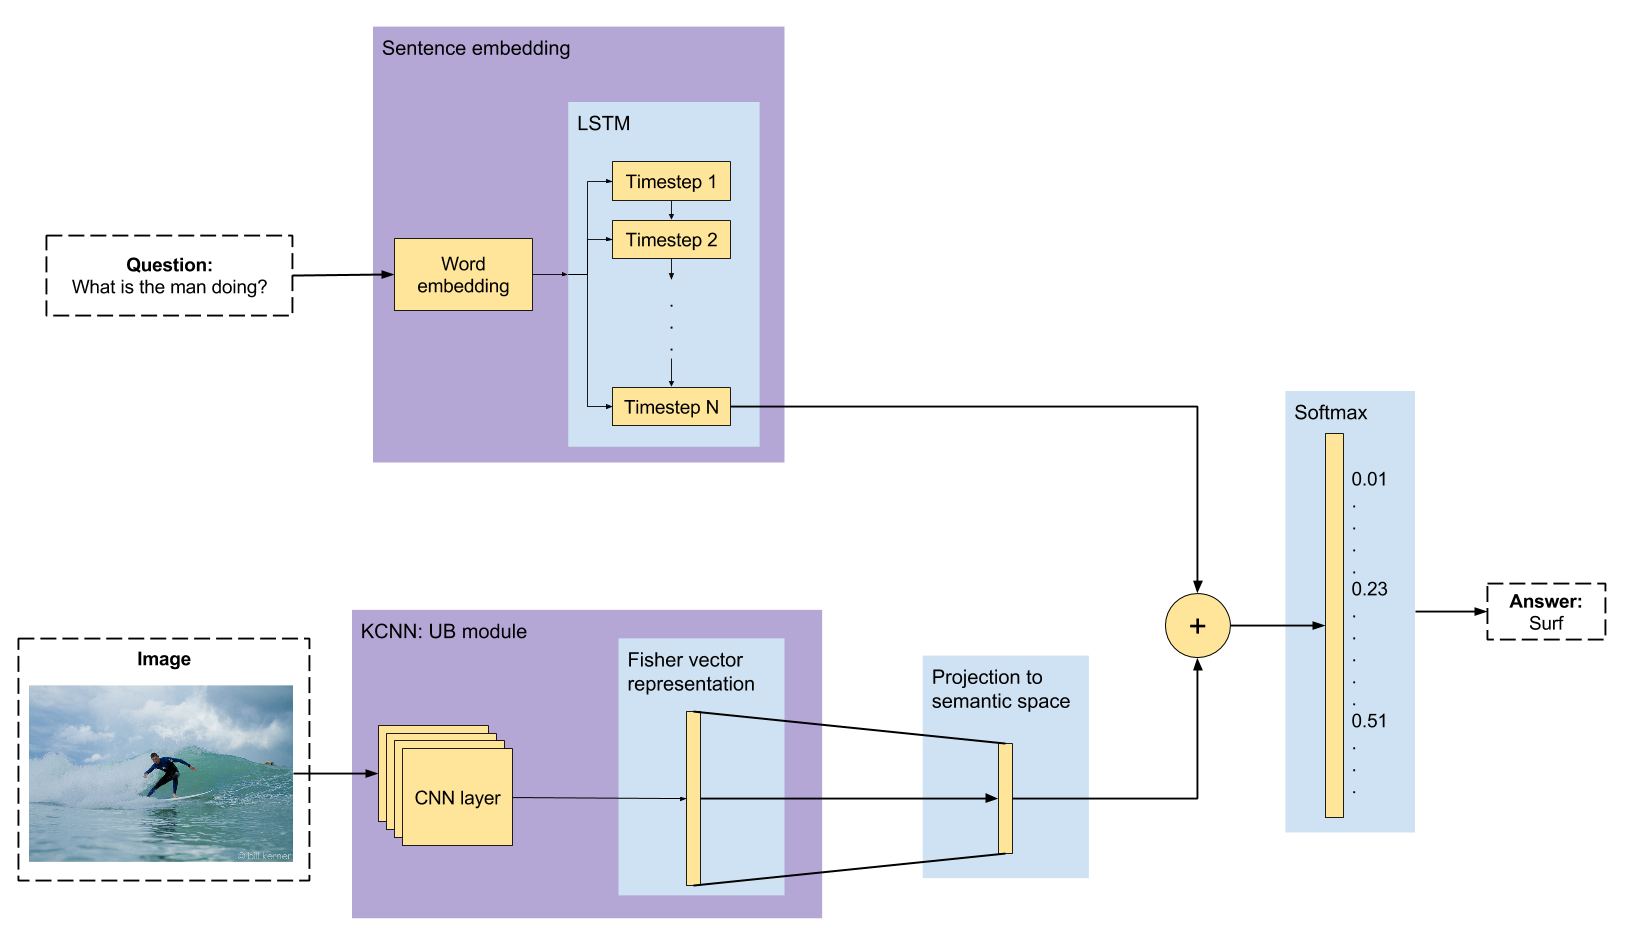 Sentence embedding
LSTM
Timestep 1
Timestep 2
.
.
.
Timestep N
Word
embedding
Question:
What is the man doing?
Softmax
0.01
.
.
.
.
0.23
.
.
.
.
.
0.51
.
.
.
Answer:
Surf
+
Image
© bill kerner
KCNN: UB module
CNN layer
Fisher vector
representation
Projection to
semantic space